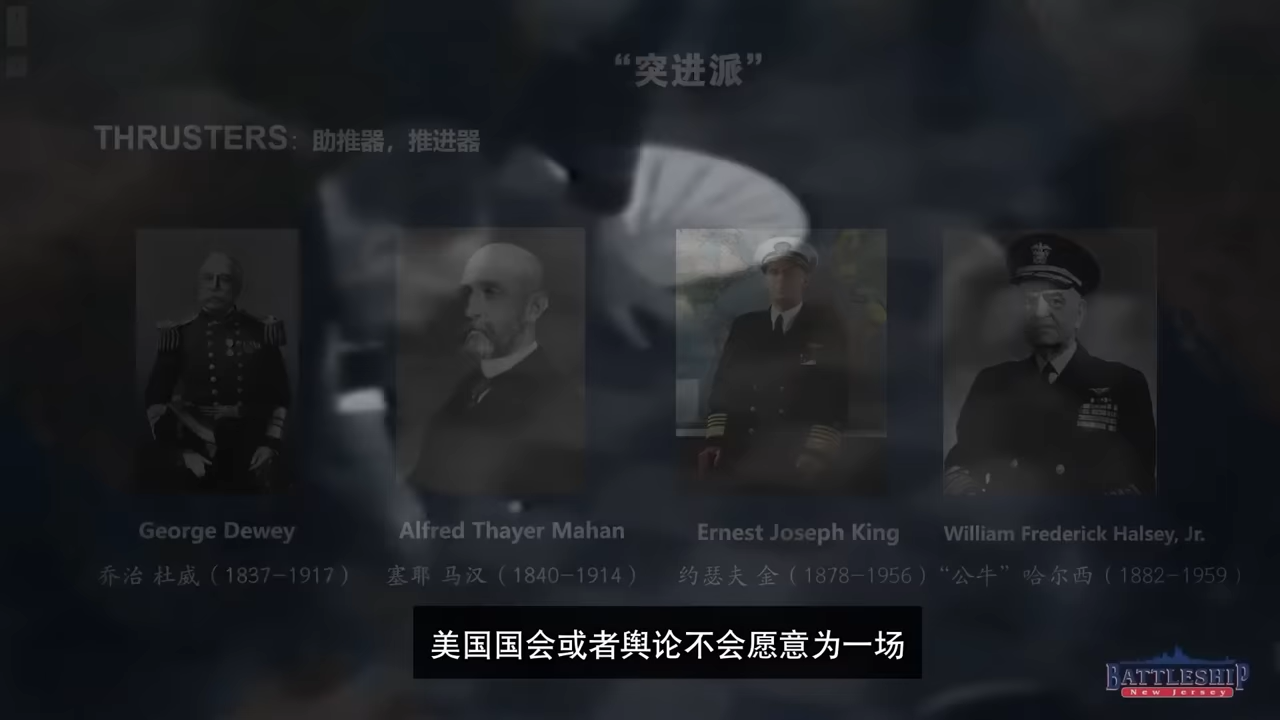 “突进派”
THRUSTERS：助推器，推进器
George Dewey
Alfred Thayer Mahan
Ernest Joseph King
William Frederick Halsey, Jr.
乔治 杜威（1837-1917）
塞耶 马汉（1840-1914）
约瑟夫 金（1878-1956）
“公牛” 哈尔西（1882-1959）
美国国会或者舆论不会愿意为一场
BATTLESHIP
New Jersey